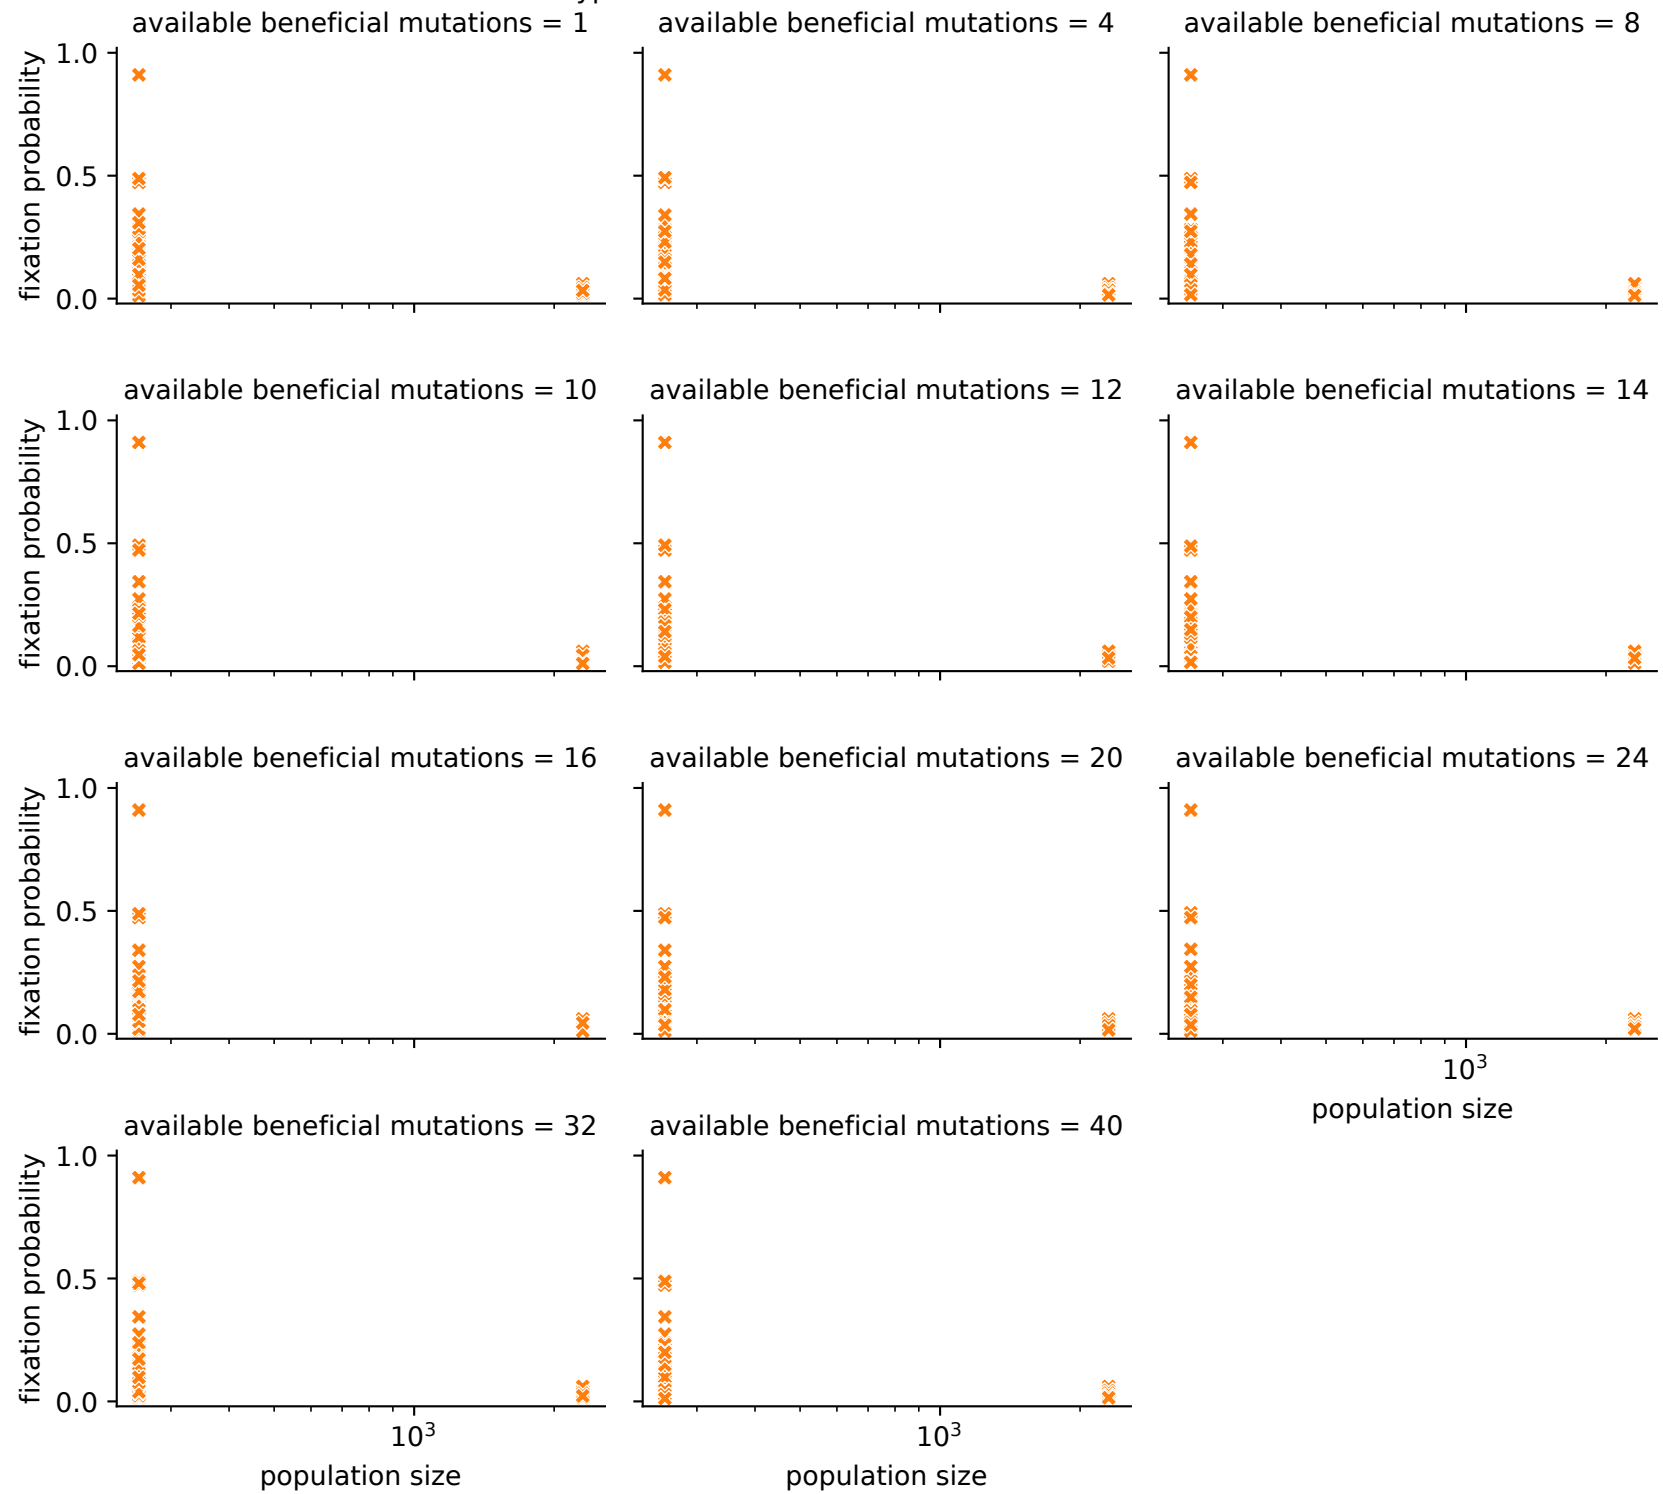 available beneficial mutations = 1
available beneficial mutations = 4
available beneficial mutations = 8
1.0
0.5
0.0
fixation probability
available beneficial mutations = 10
available beneficial mutations = 12
available beneficial mutations = 14
1.0
0.5
0.0
fixation probability
available beneficial mutations = 16
available beneficial mutations = 20
available beneficial mutations = 24
1.0
0.5
0.0
fixation probability
10³
population size
available beneficial mutations = 32
available beneficial mutations = 40
1.0
0.5
0.0
fixation probability
10³
10³
population size
population size